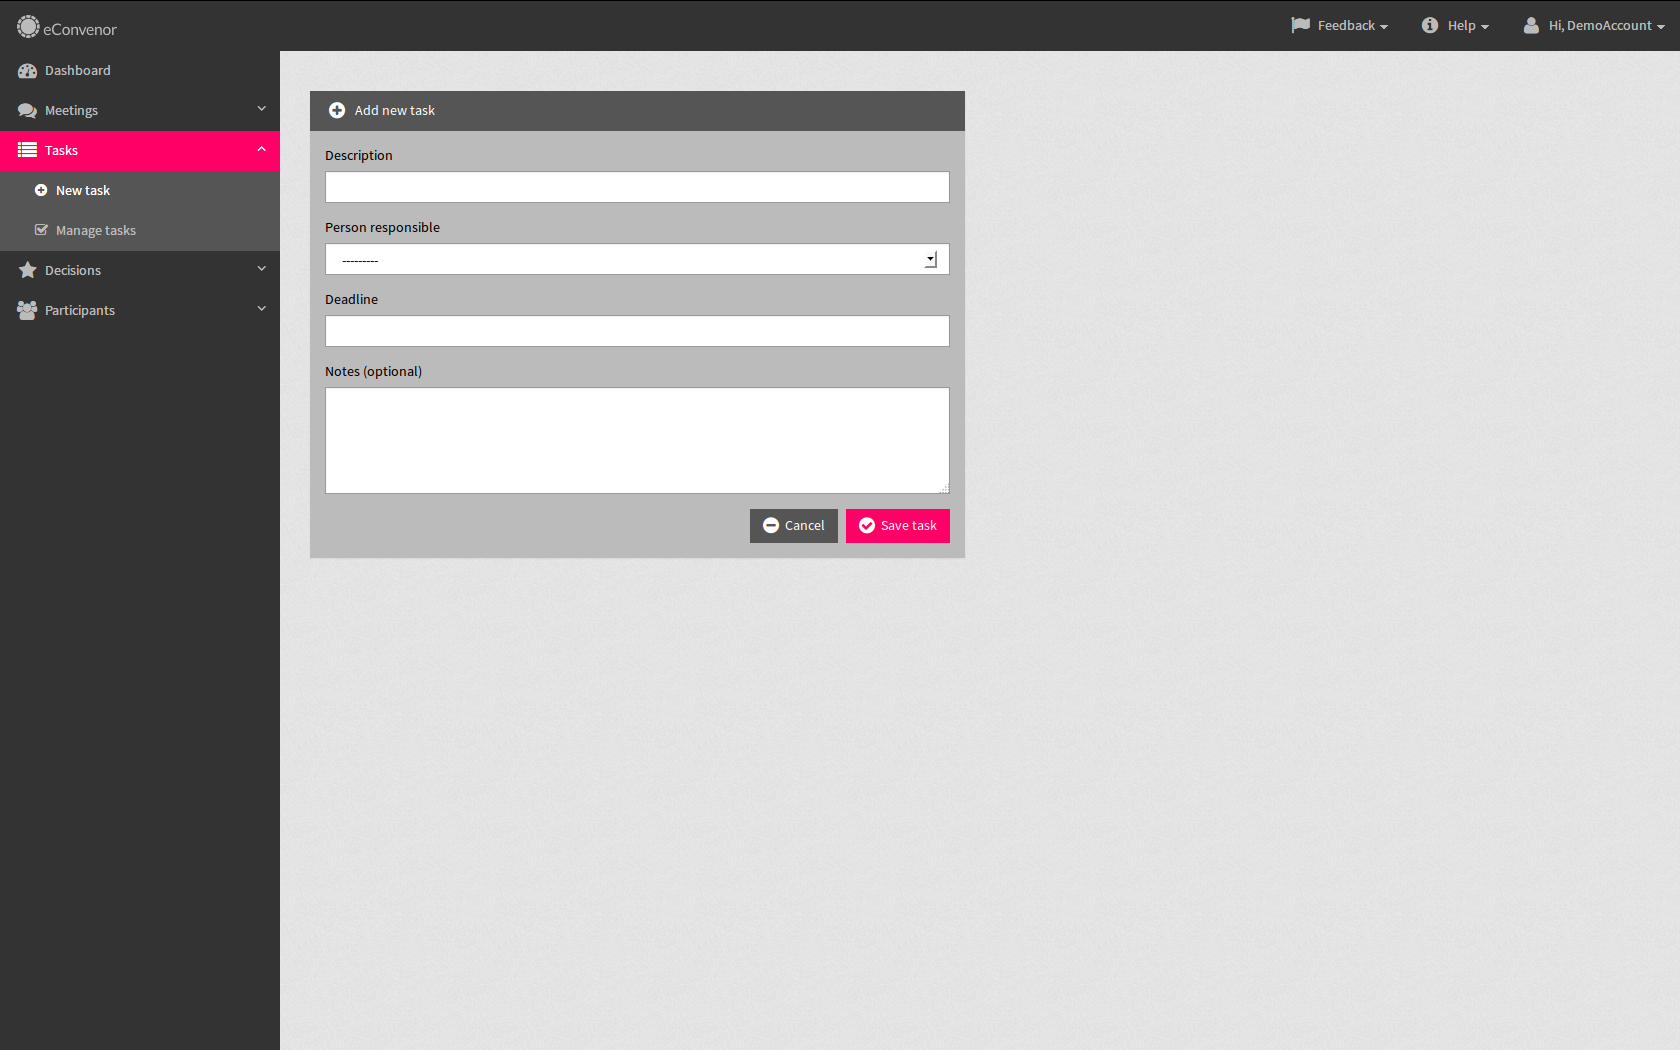 eConvenor
Feedback
Help
Hi, DemoAccount
Dashboard
Meetings
Tasks
New task
Manage tasks
Decisions
Participants
Add new task
Description
Person responsible
---------
Deadline
Notes (optional)
Cancel
Save task